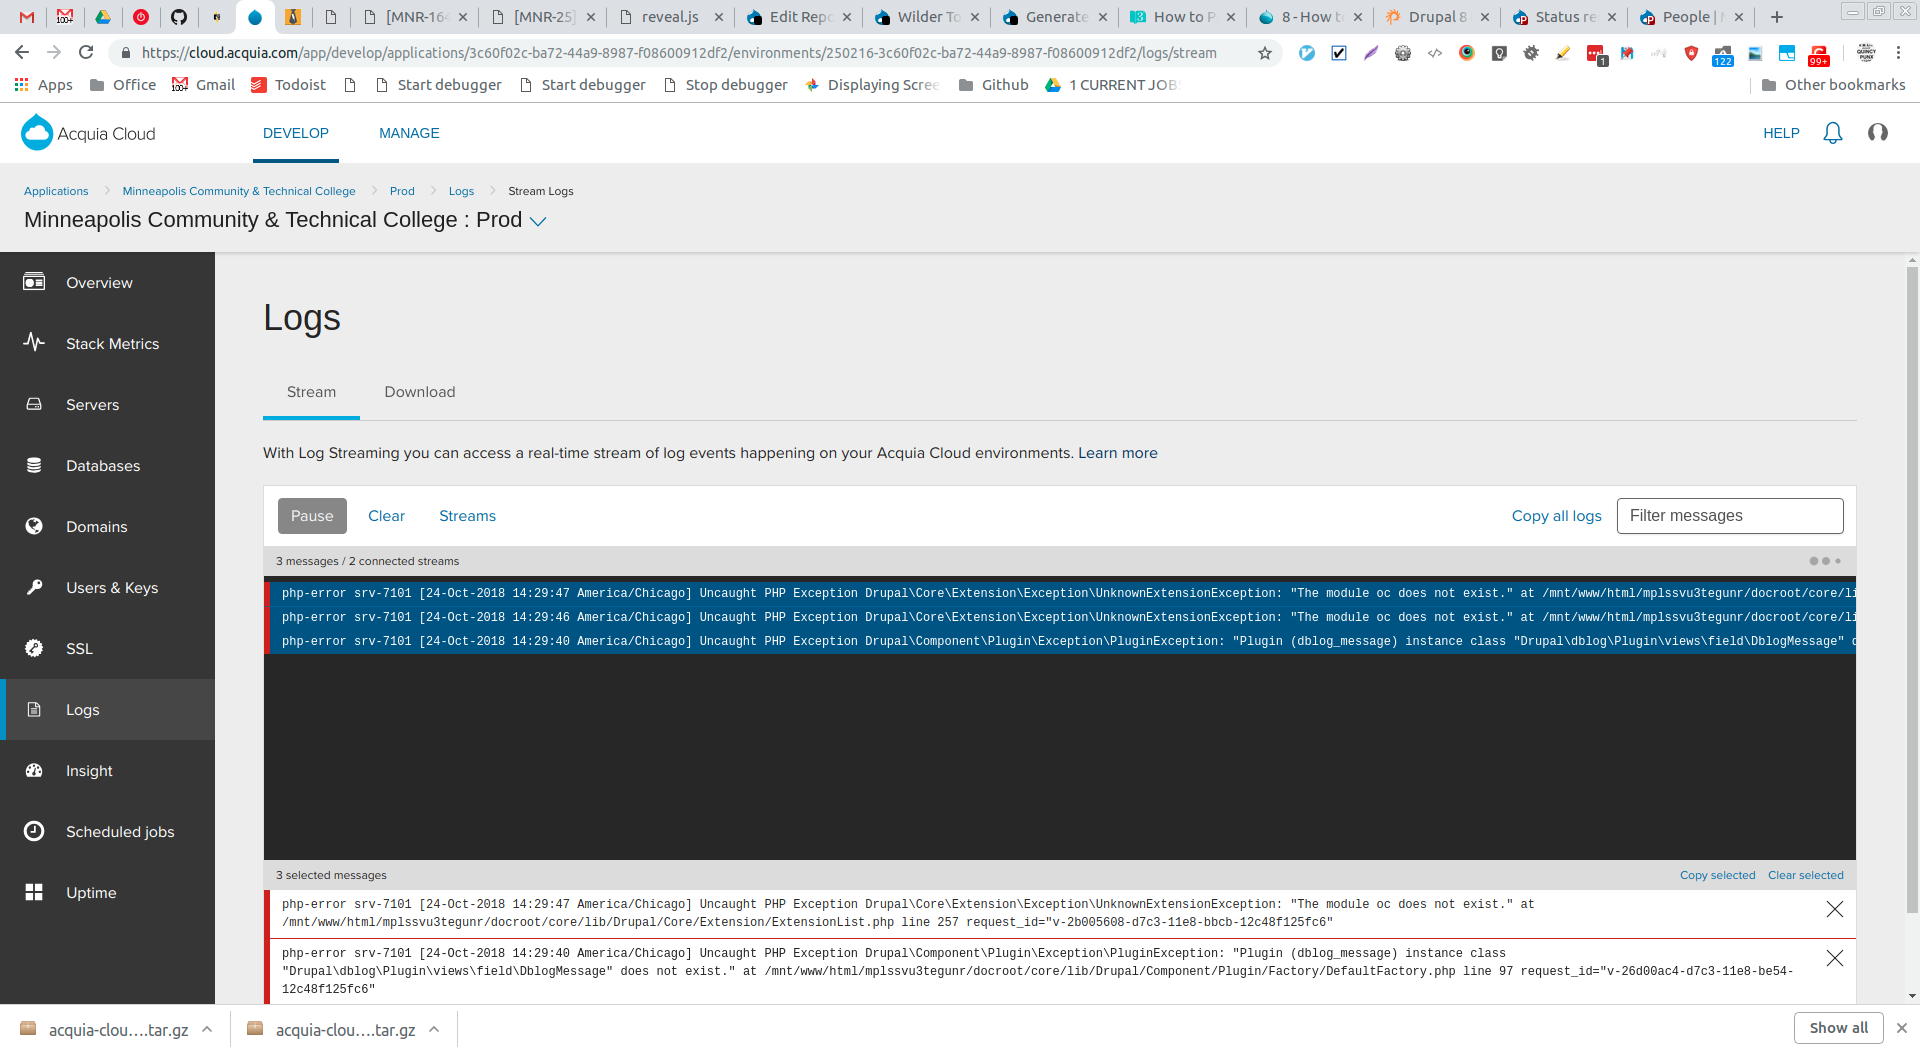 [MNR-164
[MNR-25]
reveal.js
Edit Repo
Wilder To
Generate
How to P
8 - How to
Drupal 8
Status re
People | M
https://cloud.acquia.com/app/develop/applications/3c60f02c-ba72-44a9-8987-f08600912df2/environments/250216-3c60f02c-ba72-44a9-8987-f08600912df2/logs/stream
1
122
99+
Apps
Office
100+
Gmail
Todoist
Start debugger
Start debugger
Stop debugger
Displaying Scree
Github
1 CURRENT JOB
Other bookmarks
Acquia Cloud
DEVELOP
MANAGE
HELP
Applications
Minneapolis Community & Technical College
Prod
Logs
Stream Logs
Minneapolis Community & Technical College : Prod
Overview
Stack Metrics
Servers
Databases
Domains
Users & Keys
SSL
Logs
Insight
Scheduled jobs
Uptime
Logs
Stream
Download
With Log Streaming you can access a real-time stream of log events happening on your Acquia Cloud environments. Learn more
Pause
Clear
Streams
Copy all logs
Filter messages
3 messages / 2 connected streams
php-error srv-7101 [24-Oct-2018 14:29:47 America/Chicago] Uncaught PHP Exception Drupal\Core\Extension\Exception\UnknownExtensionException: "The module oc does not exist." at /mnt/www/html/mplssvu3tegunr/docroot/core/li
php-error srv-7101 [24-Oct-2018 14:29:46 America/Chicago] Uncaught PHP Exception Drupal\Core\Extension\Exception\UnknownExtensionException: "The module oc does not exist." at /mnt/www/html/mplssvu3tegunr/docroot/core/li
php-error srv-7101 [24-Oct-2018 14:29:40 America/Chicago] Uncaught PHP Exception Drupal\Component\Plugin\Exception\PluginException: "Plugin (dblog_message) instance class "Drupal\dblog\Plugin\views\field\DblogMessage" d
3 selected messages
Copy selected
Clear selected
php-error srv-7101 [24-Oct-2018 14:29:47 America/Chicago] Uncaught PHP Exception Drupal\Core\Extension\Exception\UnknownExtensionException: "The module oc does not exist." at
/mnt/www/html/mplssvu3tegunr/docroot/core/lib/Drupal/Core/Extension/ExtensionList.php line 257 request_id="v-2b005608-d7c3-11e8-bbcb-12c48f125fc6"
php-error srv-7101 [24-Oct-2018 14:29:40 America/Chicago] Uncaught PHP Exception Drupal\Component\Plugin\Exception\PluginException: "Plugin (dblog_message) instance class
"Drupal\dblog\Plugin\views\field\DblogMessage" does not exist." at /mnt/www/html/mplssvu3tegunr/docroot/core/lib/Drupal/Component/Plugin/Factory/DefaultFactory.php line 97 request_id="v-26d00ac4-d7c3-11e8-be54-
12c48f125fc6"
acquia-clou....tar.gz
acquia-clou....tar.gz
Show all